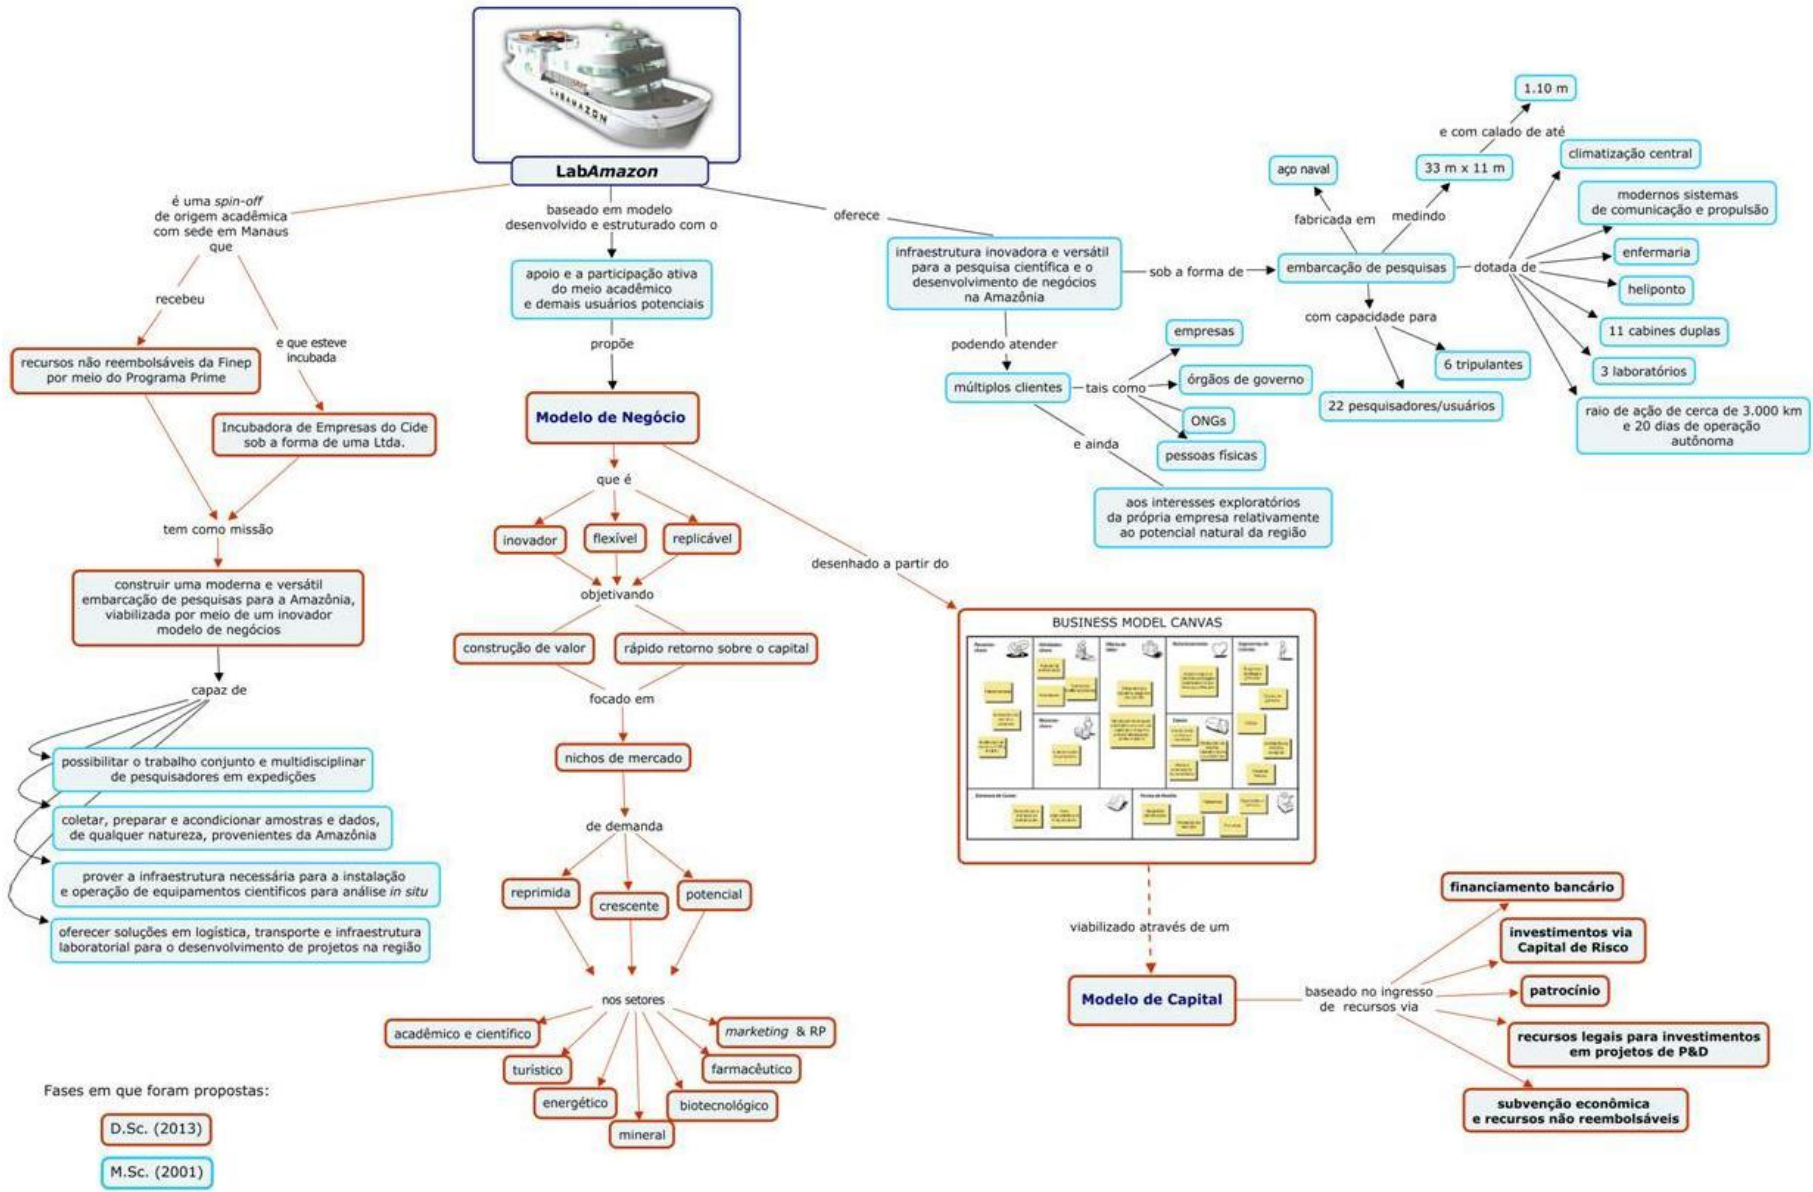 LABAMAZON
LabAmazon
é uma spin-off
de origem acadêmica
com sede em Manaus
que
recebeu
recursos não reembolsáveis da Finep
por meio do Programa Prime
e que esteve
incubada
Incubadora de Empresas do Cide
sob a forma de uma Ltda.
tem como missão
construir uma moderna e versátil
embarcação de pesquisas para a Amazônia,
viabilizada por meio de um inovador
modelo de negócios
capaz de
possibilitar o trabalho conjunto e multidisciplinar
de pesquisadores em expedições
coletar, preparar e acondicionar amostras e dados,
de qualquer natureza, provenientes da Amazônia
prover a infraestrutura necessária para a instalação
e operação de equipamentos científicos para análise in situ
oferecer soluções em logística, transporte e infraestrutura
laboratorial para o desenvolvimento de projetos na região
baseado em modelo
desenvolvido e estruturado com o
apoio e a participação ativa
do meio acadêmico
e demais usuários potenciais
propõe
Modelo de Negócio
que é
inovador
flexível
replicável
objetivando
construção de valor
rápido retorno sobre o capital
focado em
nichos de mercado
de demanda
reprimida
crescente
potencial
nos setores
acadêmico e científico
turístico
energético
mineral
biotecnológico
farmacêutico
marketing & RP
desenhado a partir do
BUSINESS MODEL CANVAS
viabilizado através de um
Modelo de Capital
baseado no ingresso
de recursos via
financiamento bancário
investimentos via
Capital de Risco
patrocínio
recursos legais para investimentos
em projetos de P&D
subvenção econômica
e recursos não reembolsáveis
oferece
infraestrutura inovadora e versátil
para a pesquisa científica e o
desenvolvimento de negócios
na Amazônia
podendo atender
múltiplos clientes
tais como
empresas
órgãos de governo
ONGs
pessoas físicas
e ainda
aos interesses exploratórios
da própria empresa relativamente
ao potencial natural da região
sob a forma de
embarcação de pesquisas
fabricada em
aço naval
medindo
33 m x 11 m
e com calado de até
1.10 m
com capacidade para
6 tripulantes
22 pesquisadores/usuários
dotada de
climatização central
modernos sistemas
de comunicação e propulsão
enfermaria
heliponto
11 cabines duplas
3 laboratórios
raio de ação de cerca de 3.000 km
e 20 dias de operação
autônoma
Fases em que foram propostas:
D.Sc. (2013)
M.Sc. (2001)